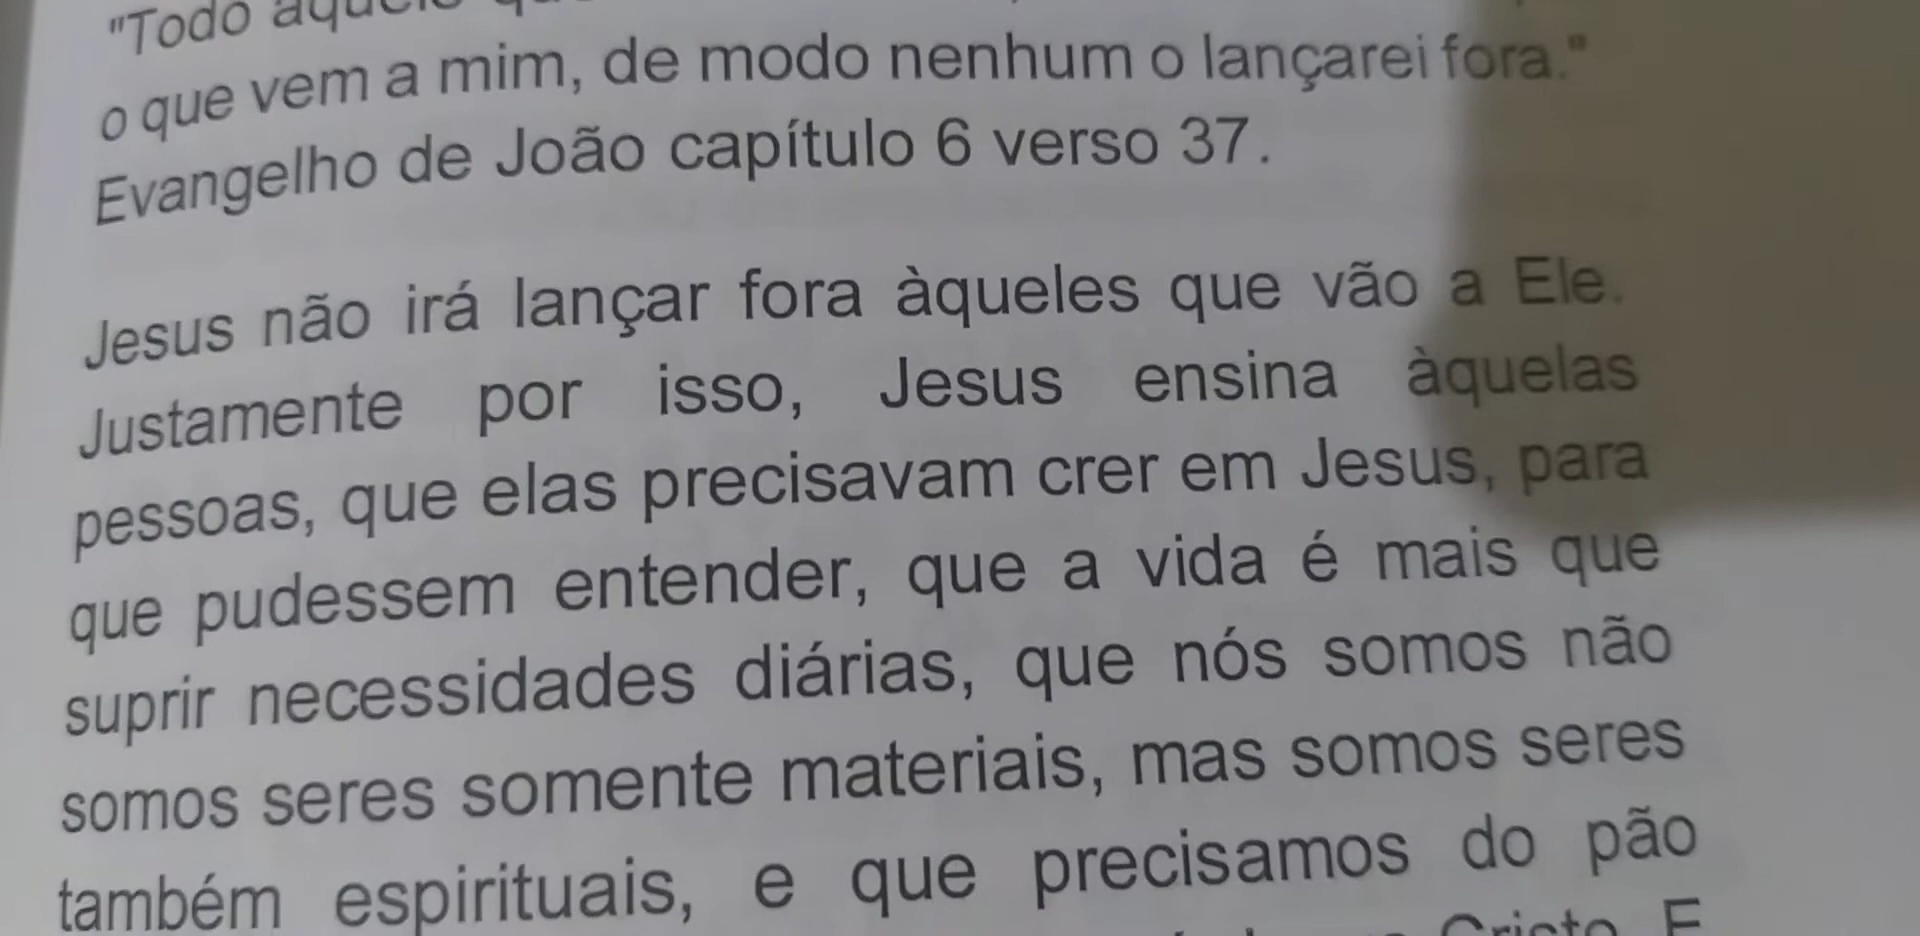 "Todo aquele
o que vem a mim, de modo nenhum o lançarei fora."
Evangelho de João capítulo 6 verso 37.
Jesus não irá lançar fora àqueles que vão a Ele.
Justamente por isso, Jesus ensina àquelas
pessoas, que elas precisavam crer em Jesus, para
que pudessem entender, que a vida é mais que
suprir necessidades diárias, que nós somos não
somos seres somente materiais, mas somos seres
também espirituais, e que precisamos do pão
Cristo. E